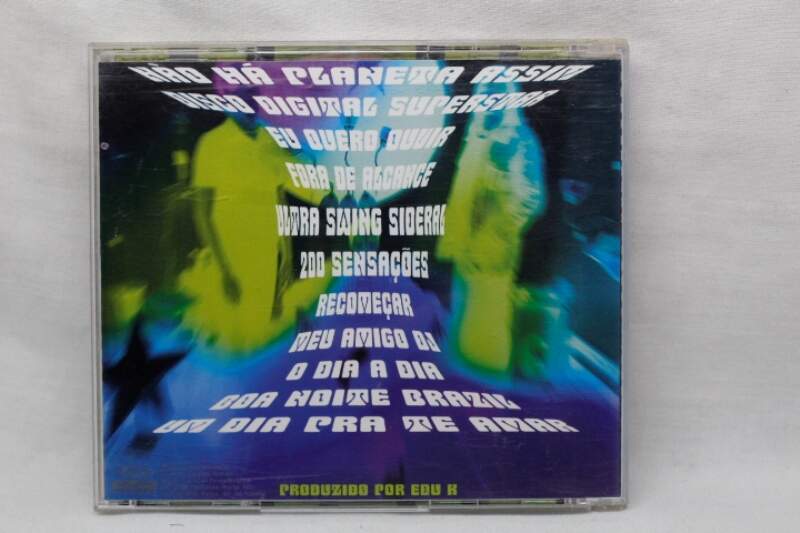 NÃO HÁ PLANETA ASSIM
DISCO DIGITAL SUPERSÔNICO
EU QUERO OUVIR
FORA DE ALCANCE
ULTRA SWING SIDERAL
200 SENSAÇÕES
RECOMEÇAR
MEU AMIGO DJ
O DIA A DIA
BOA NOITE BRAZIL
UM DIA PRA TE AMAR
PRODUZIDO POR EDU K